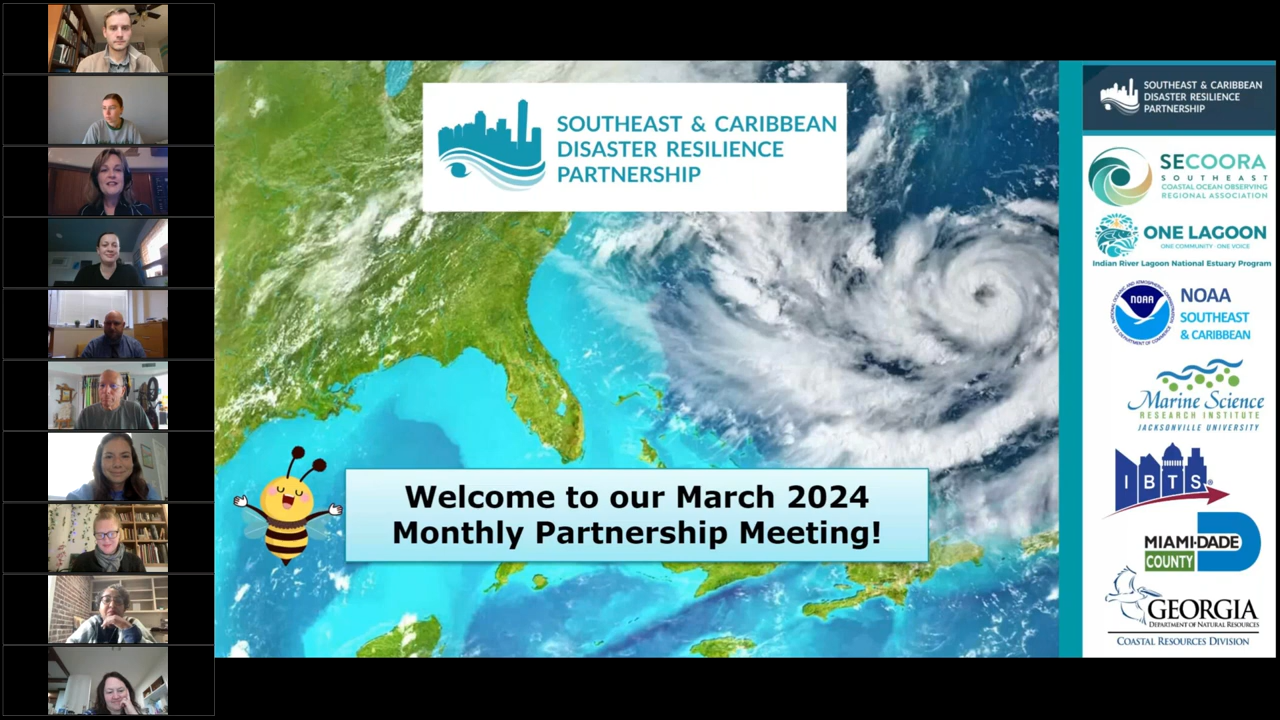 SOUTHEAST & CARIBBEAN
DISASTER RESILIENCE
PARTNERSHIP
Welcome to our March 2024
Monthly Partnership Meeting!
SOUTHEAST & CARIBBEAN
DISASTER RESILIENCE
PARTNERSHIP
SECOORA
SOUTHEAST
COASTAL OCEAN OBSERVING
REGIONAL ASSOCIATION
ONE LAGOON
ONE COMMUNITY · ONE VOICE
Indian River Lagoon National Estuary Program
NOAA
NOAA
SOUTHEAST
& CARIBBEAN
Marine Science
RESEARCH INSTITUTE
JACKSONVILLE UNIVERSITY
IBTS®
MIAMI-DADE
COUNTY
GEORGIA
DEPARTMENT OF NATURAL RESOURCES
COASTAL RESOURCES DIVISION